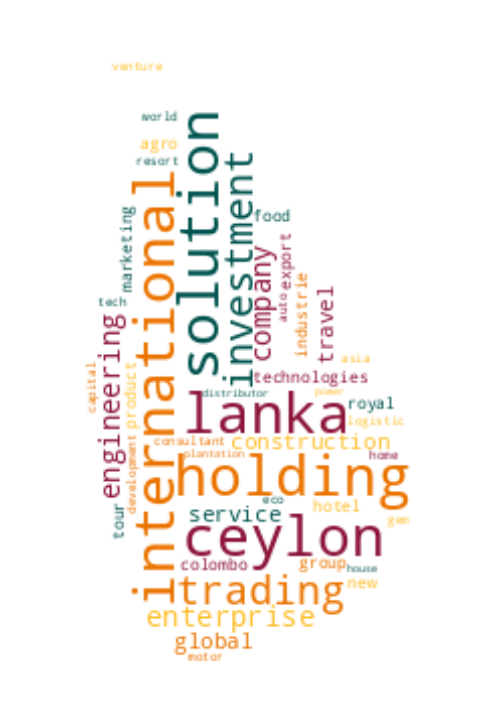 venture
world
agro
resort
solution
international
investment
marketing
food
company
export
auto
industrie
travel
tech
engineering
capital
product
development
asia
technologies
distributor
power
lanka
royal
logistic
consultant
construction
plantation
home
holding
eco
tour
service
hotel
gem
ceylon
colombo
group
house
trading
new
enterprise
global
motor